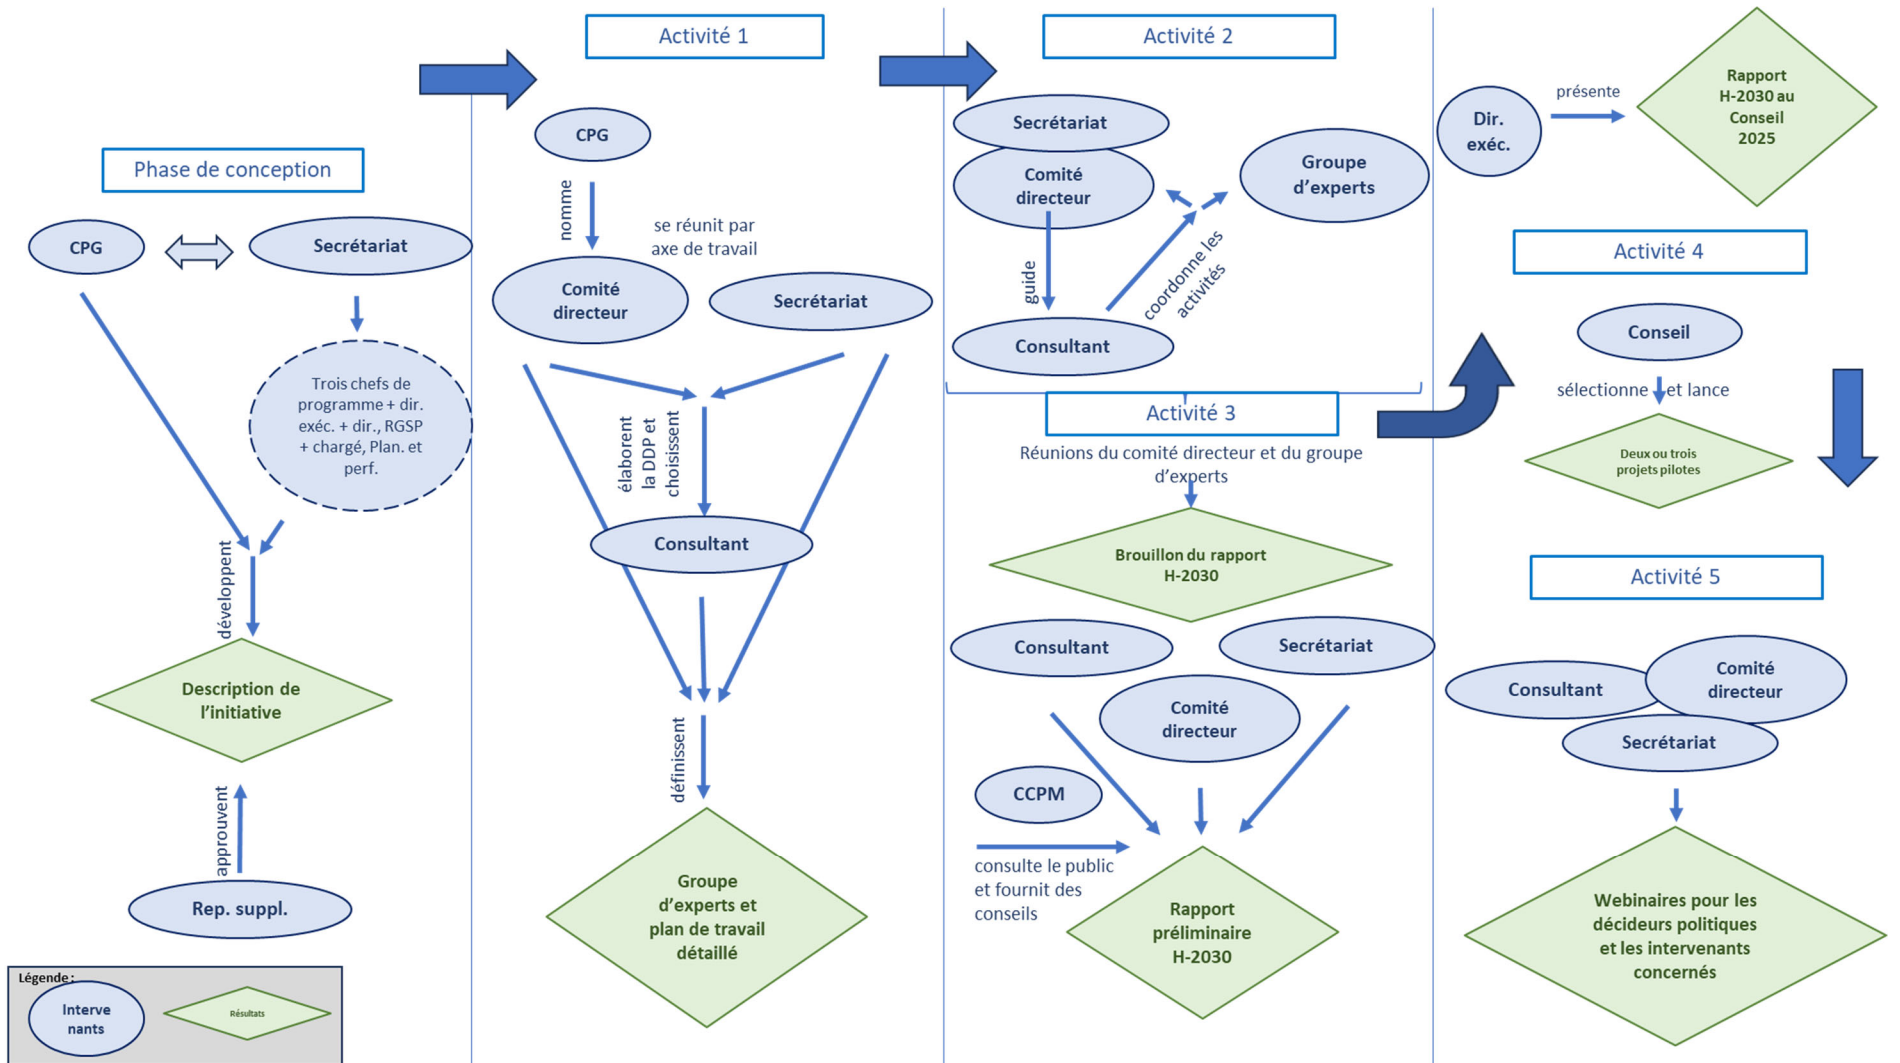 Phase de conception
CPG
Secrétariat
Trois chefs de
programme + dir.
exéc. + dir., RGSP
+ chargé, Plan. et
perf.
développent
Description de
l’initiative
approuvent
Rep. suppl.
Légende :
Interve
nants
Résultats
Activité 1
CPG
nomme
se réunit par
axe de travail
Comité
directeur
Secrétariat
élaborent
la DDP et
choisissent
Consultant
définissent
Groupe
d’experts et
plan de travail
détaillé
Activité 2
Secrétariat
Comité
directeur
Groupe
d’experts
guide
coordonne les
activités
Consultant
Activité 3
Réunions du comité directeur et du groupe
d’experts
Brouillon du rapport
H-2030
Consultant
Secrétariat
Comité
directeur
CCPM
consulte le public
et fournit des
conseils
Rapport
préliminaire
H-2030
Dir.
exéc.
présente
Rapport
H-2030 au
Conseil
2025
Activité 4
Conseil
sélectionne et lance
Deux ou trois
projets pilotes
Activité 5
Consultant
Comité
directeur
Secrétariat
Webinaires pour les
décideurs politiques
et les intervenants
concernés